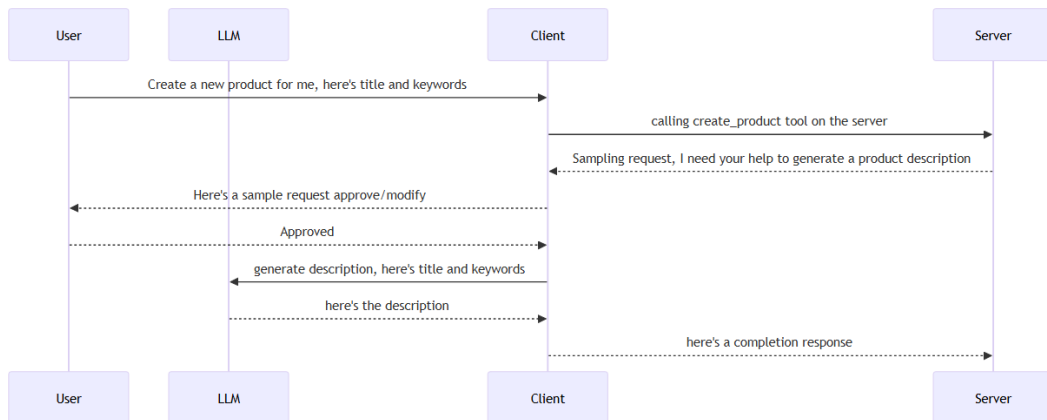 User LLM Client Server
Create a new product for me, here's title and keywords
calling create_product tool on the server
Sampling request, I need your help to generate a product description
Here's a sample request approve/modify
Approved
generate description, here's title and keywords
here's the description
here's a completion response
User LLM Client Server